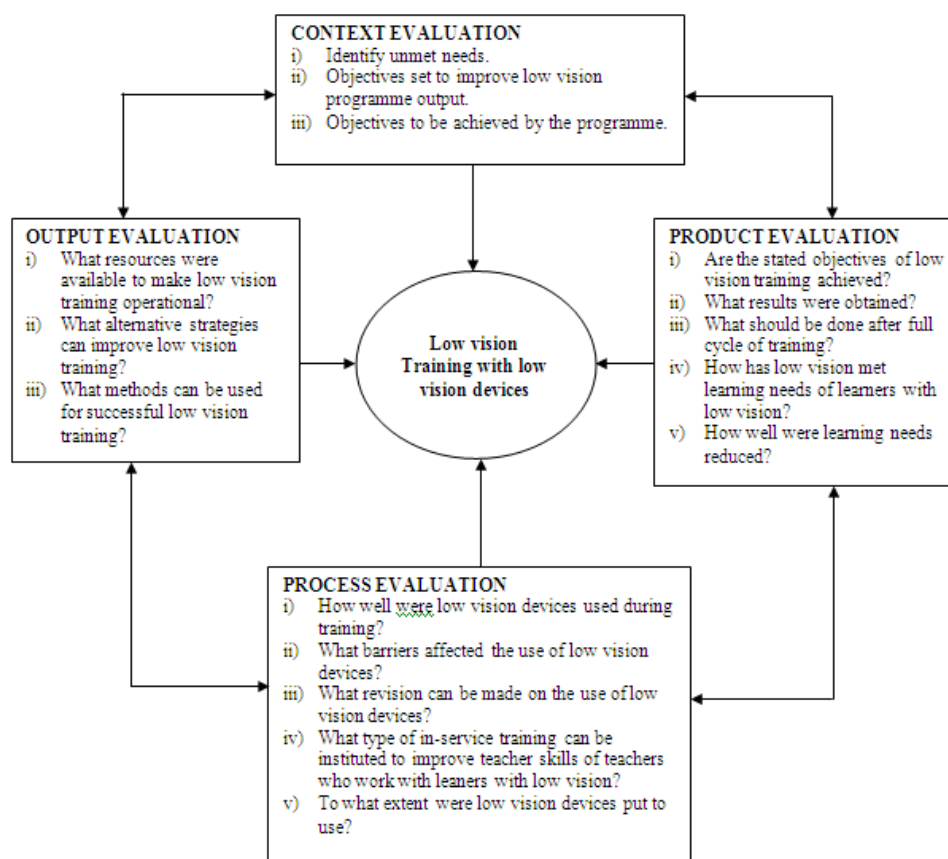 CONTEXT EVALUATION
i) Identify unmet needs.
ii) Objectives set to improve low vision
programme output.
iii) Objectives to be achieved by the programme.
OUTPUT EVALUATION
i) What resources were
available to make low vision
training operational?
ii) What alternative strategies
can improve low vision
training?
iii) What methods can be used
for successful low vision
training?
Low vision
Training with low
vision devices
PRODUCT EVALUATION
i) Are the stated objectives of low
vision training achieved?
ii) What results were obtained?
iii) What should be done after full
cycle of training?
iv) How has low vision met
learning needs of learners with
low vision?
v) How well were learning needs
reduced?
PROCESS EVALUATION
i) How well were low vision devices used during
training?
ii) What barriers affected the use of low vision
devices?
iii) What revision can be made on the use of low
vision devices?
iv) What type of in-service training can be
instituted to improve teacher skills of teachers
who work with leaners with low vision?
v) To what extent were low vision devices put to
use?